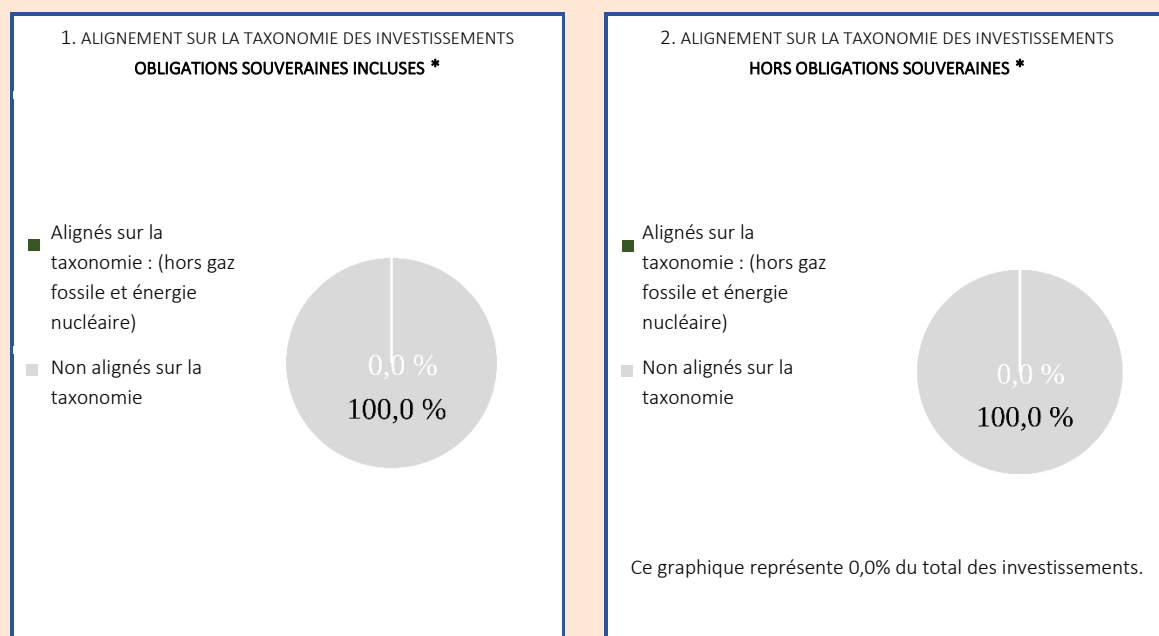 1. ALIGNEMENT SUR LA TAXONOMIE DES INVESTISSEMENTS
OBLIGATIONS SOUVERAINES INCLUSES *
Alignés sur la
taxonomie : (hors gaz
fossile et énergie
nucléaire)
Non alignés sur la
taxonomie
0,0 %
100,0 %
2. ALIGNEMENT SUR LA TAXONOMIE DES INVESTISSEMENTS
HORS OBLIGATIONS SOUVERAINES *
Alignés sur la
taxonomie : (hors gaz
fossile et énergie
nucléaire)
Non alignés sur la
taxonomie
0,0 %
100,0 %
Ce graphique représente 0,0% du total des investissements.